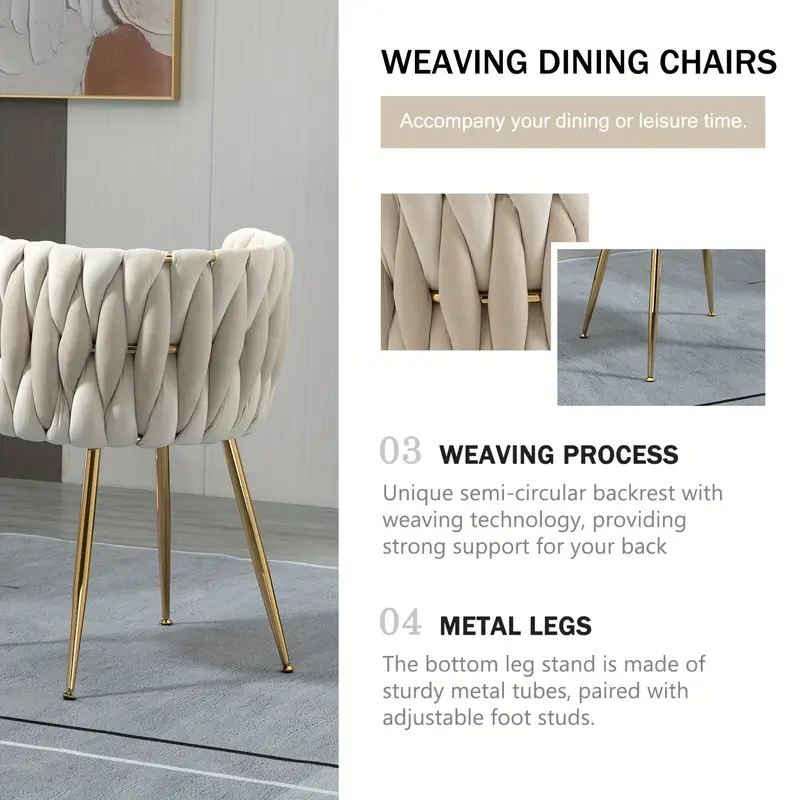 WEAVING DINING CHAIRS
Accompany your dining or leisure time.
03 WEAVING PROCESS
Unique semi-circular backrest with
weaving technology, providing
strong support for your back
04 METAL LEGS
The bottom leg stand is made of
sturdy metal tubes, paired with
adjustable foot studs.